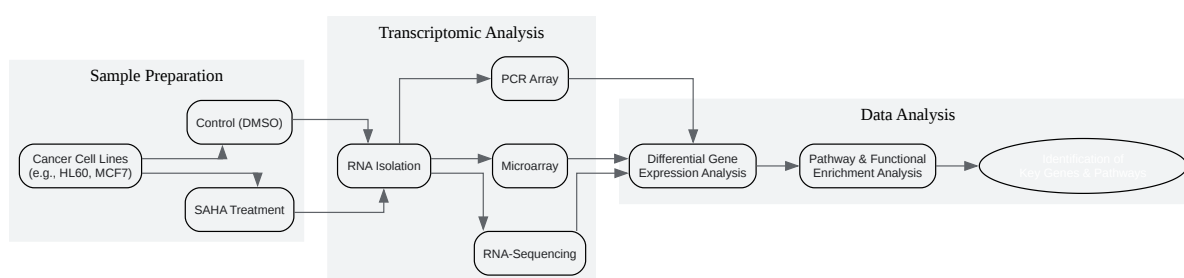 Transcriptomic Analysis
Sample Preparation
PCR Array
Control (DMSO)
Data Analysis
Cancer Cell Lines
(e.g., HL60, MCF7)
RNA Isolation
Microarray
Differential Gene
Expression Analysis
Pathway & Functional
Enrichment Analysis
Identification of
Key Genes & Pathways
SAHA Treatment
RNA-Sequencing